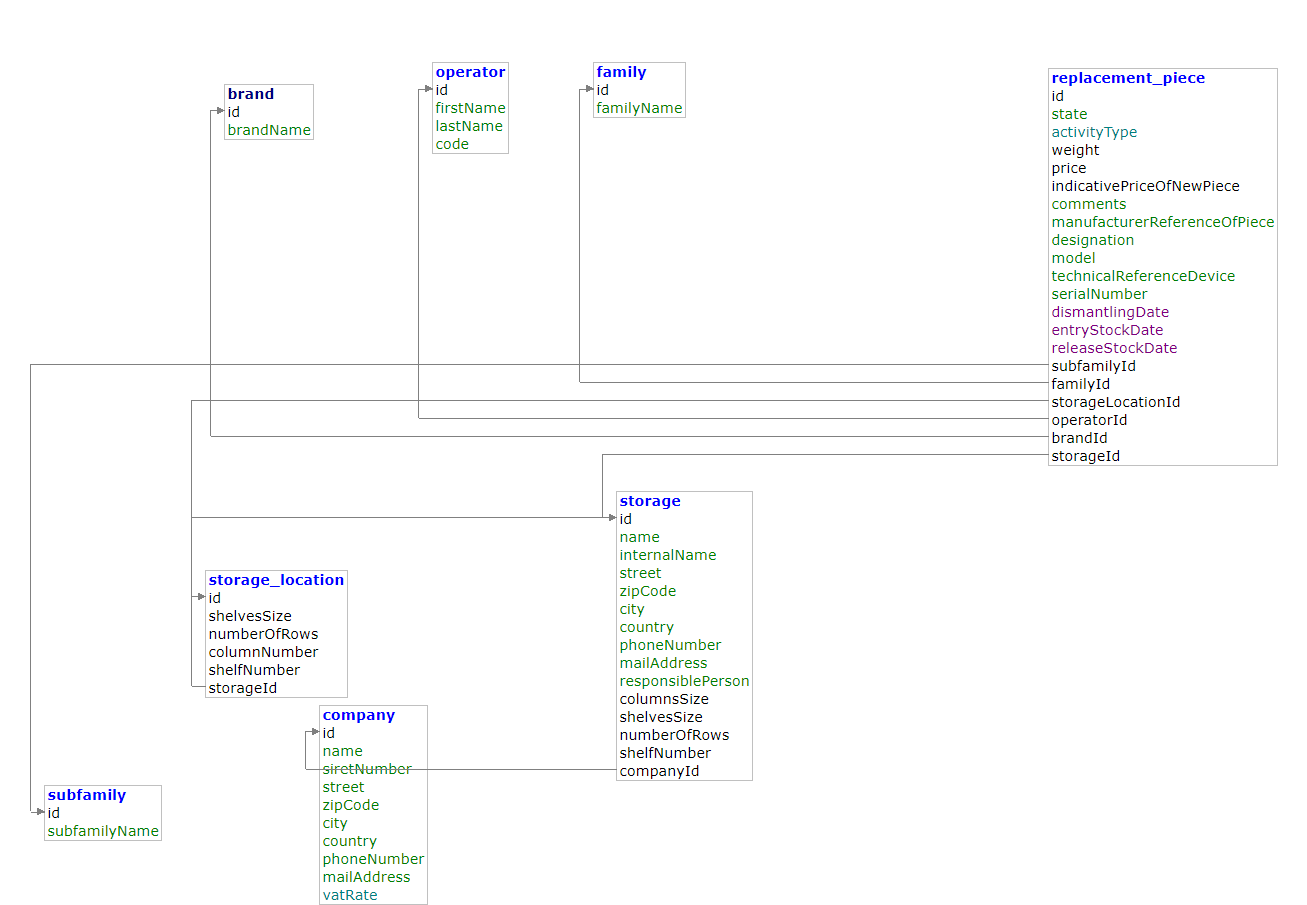 brand
id
brandName
operator
id
firstName
lastName
code
family
id
familyName
replacement_piece
id
state
activityType
weight
price
indicativePriceOfNewPiece
comments
manufacturerReferenceOfPiece
designation
model
technicalReferenceDevice
serialNumber
dismantlingDate
entryStockDate
releaseStockDate
subfamilyId
familyId
storageLocationId
operatorId
brandId
storageId
storage
id
name
internalName
street
zipCode
city
country
phoneNumber
mailAddress
responsiblePerson
columnsSize
shelvesSize
numberOfRows
shelfNumber
companyId
storage_location
id
shelvesSize
numberOfRows
columnNumber
shelfNumber
storageId
company
id
name
siretNumber
street
zipCode
city
country
phoneNumber
mailAddress
vatRate
subfamily
id
subfamilyName